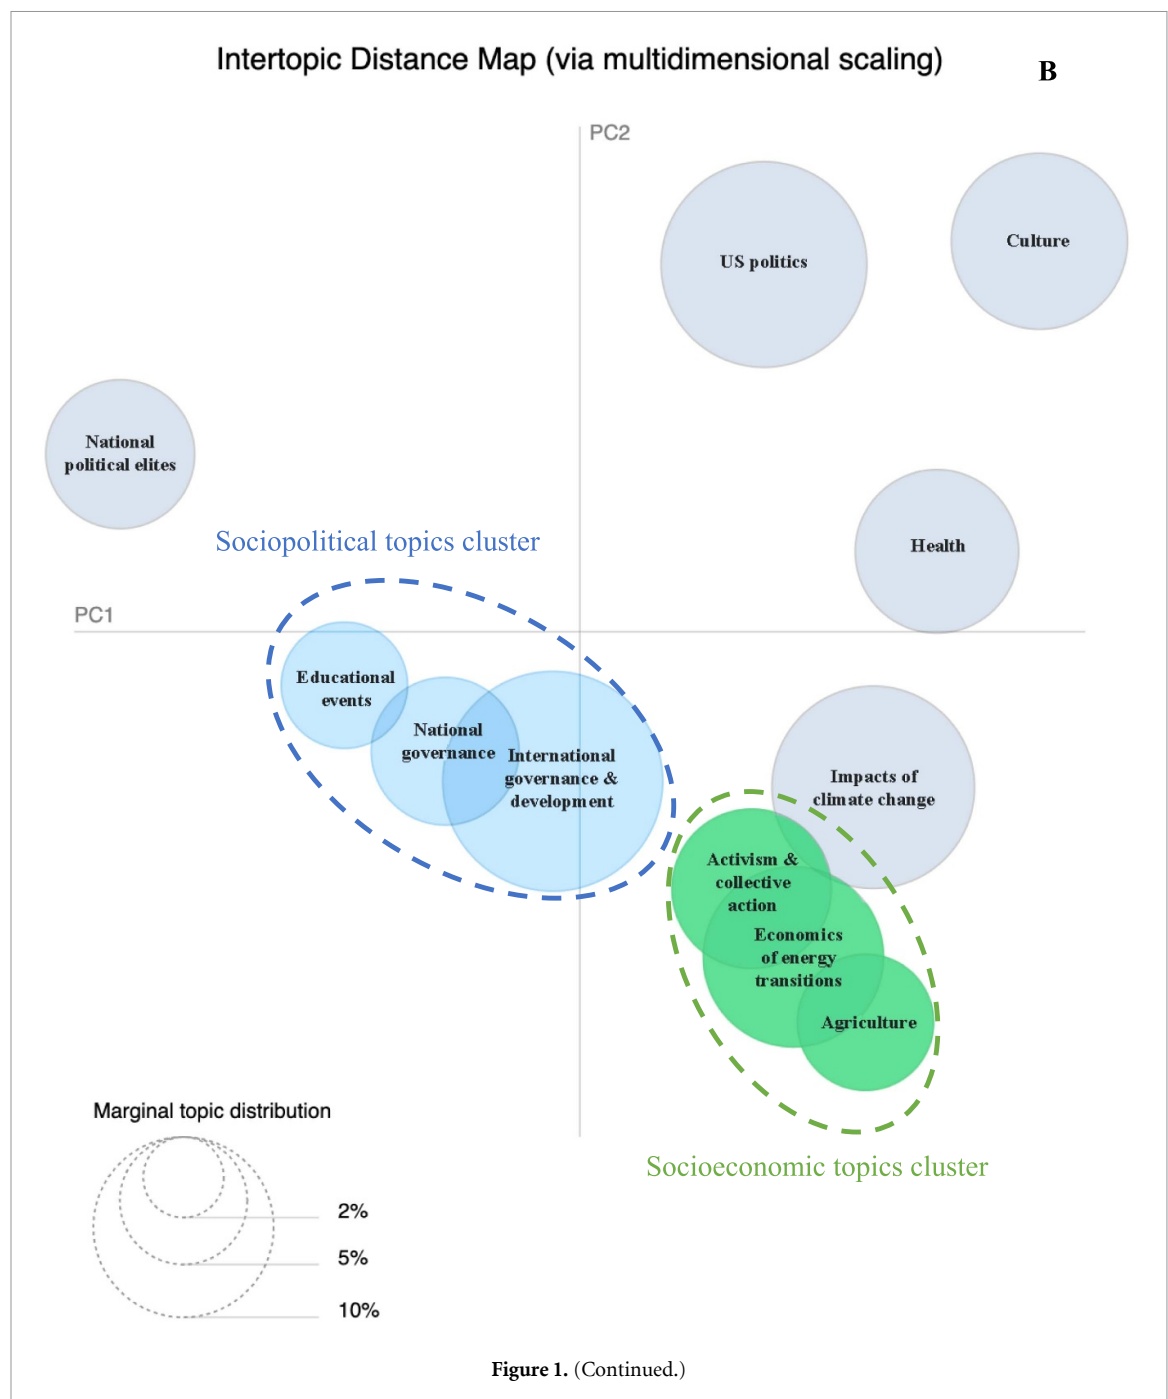 Intertopic Distance Map (via multidimensional scaling)
B
PC2
US politics
Culture
National
political elites
Sociopolitical topics cluster
Health
PC1
Educational
events
National
governance
International
governance &
development
Impacts of
climate change
Activism &
collective
action
Economics
of energy
transitions
Agriculture
Marginal topic distribution
2%
5%
10%
Socioeconomic topics cluster
Figure 1. (Continued.)